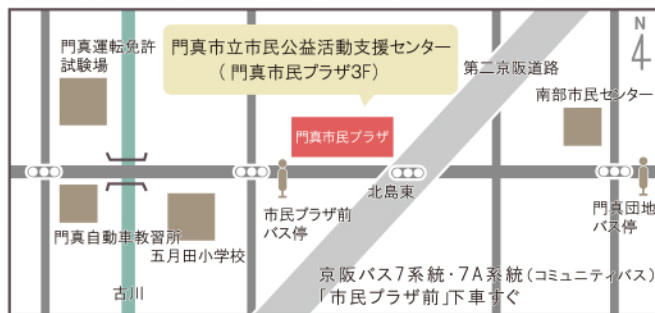 門真運転免許
試験場
門真市立市民公益活動支援センター
（門真市民プラザ3F）
N
第二京阪道路
南部市民センター
門真市民プラザ
北島東
市民プラザ前
バス停
門真団地
バス停
門真自動車教習所
五月田小学校
古川
京阪バス7系統・7A系統（コミュニティバス）
「市民プラザ前」下車すぐ